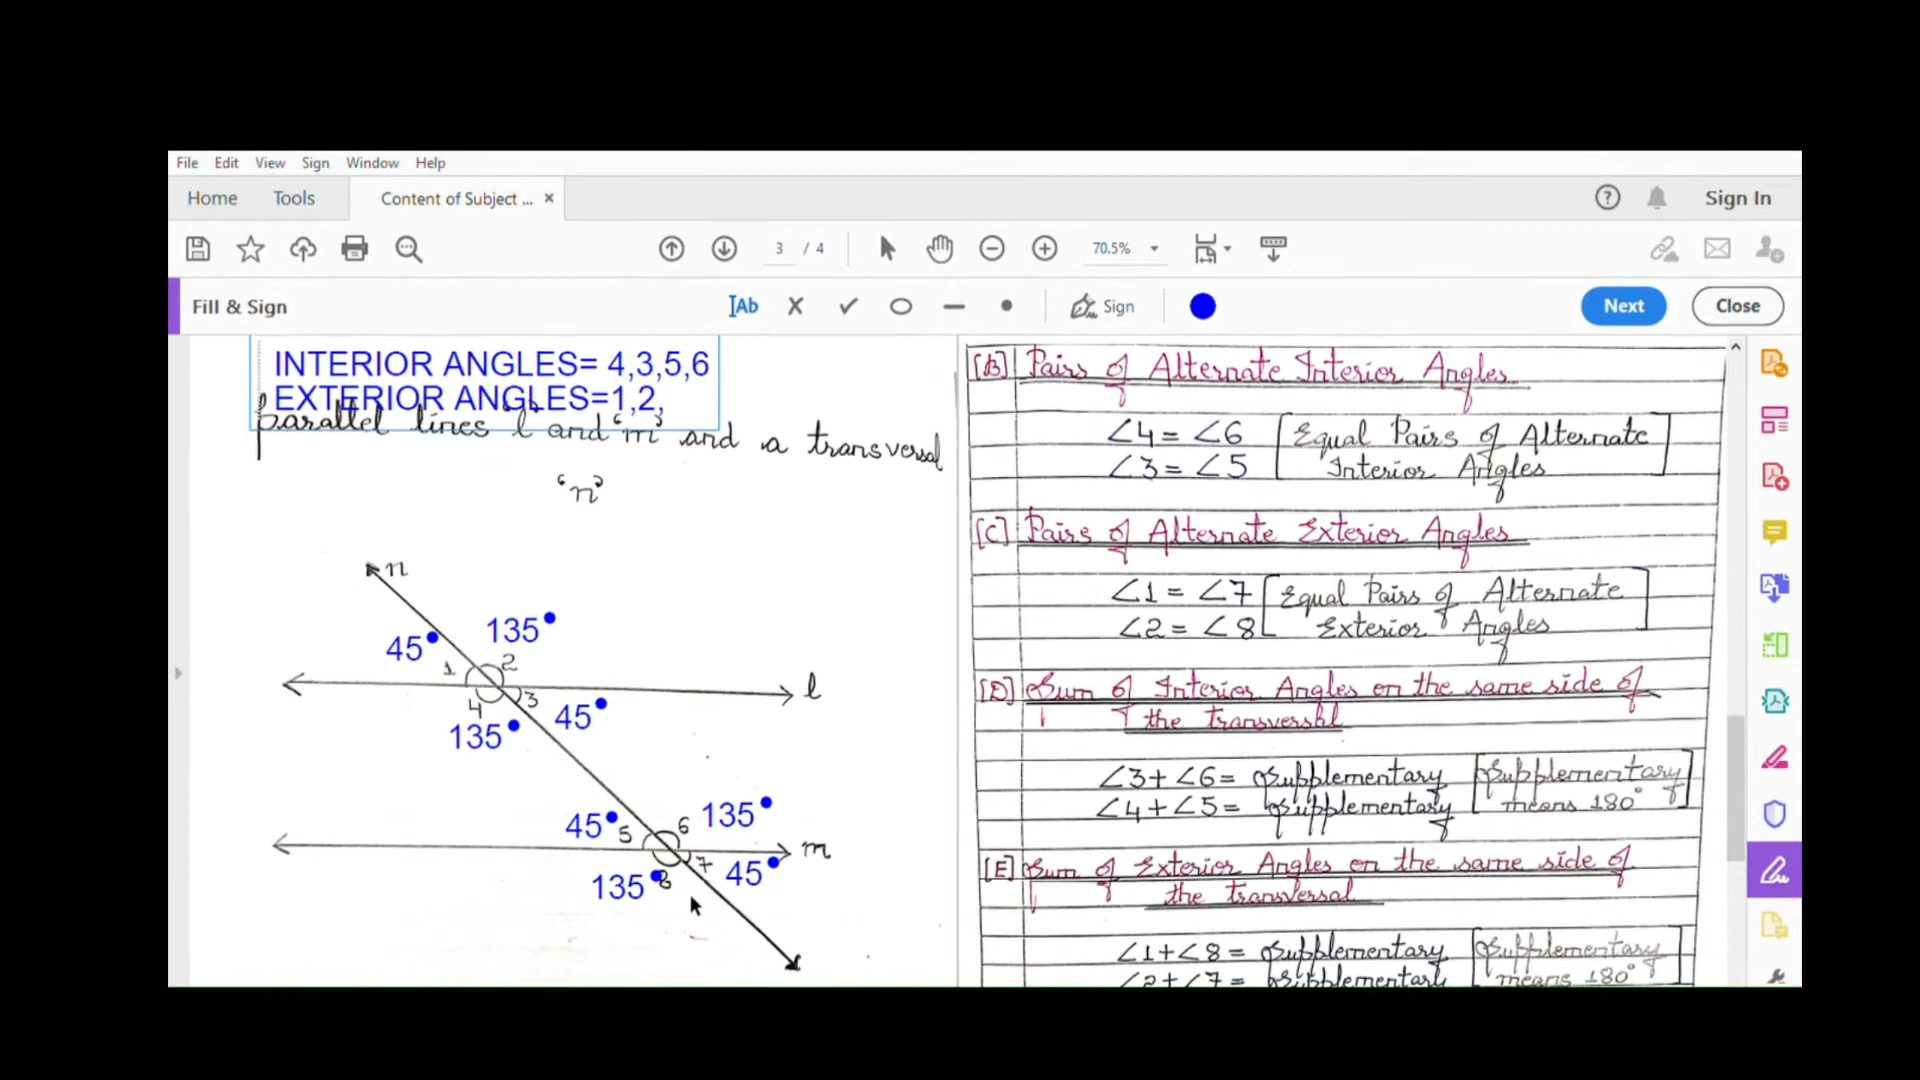 File Edit View Sign Window Help
Home Tools Content of Subject ... × Sign In
3 / 4 70.5%
Fill & Sign IAb Sign Next Close
INTERIOR ANGLES= 4,3,5,6
EXTERIOR ANGLES=1,2,
parallel lines 'l' and 'm' and a transversal
'n'
n
45• 135•
1 2
l
4 3
135• 45•
45• 5 6 135•
m
135• 8 7 45•
[B] Pairs of Alternate Interior Angles
∠4 = ∠6 [Equal Pairs of Alternate
∠3 = ∠5 Interior Angles]
[C] Pairs of Alternate Exterior Angles
∠1 = ∠7 [Equal Pairs of Alternate
∠2 = ∠8 Exterior Angles]
[D] Sum of Interior Angles on the same side of
the transversal
∠3 + ∠6 = Supplementary [Supplementary
∠4 + ∠5 = Supplementary means 180°]
[E] Sum of Exterior Angles on the same side of
the transversal
∠1 + ∠8 = Supplementary [Supplementary
∠2 + ∠7 = Supplementary means 180°]